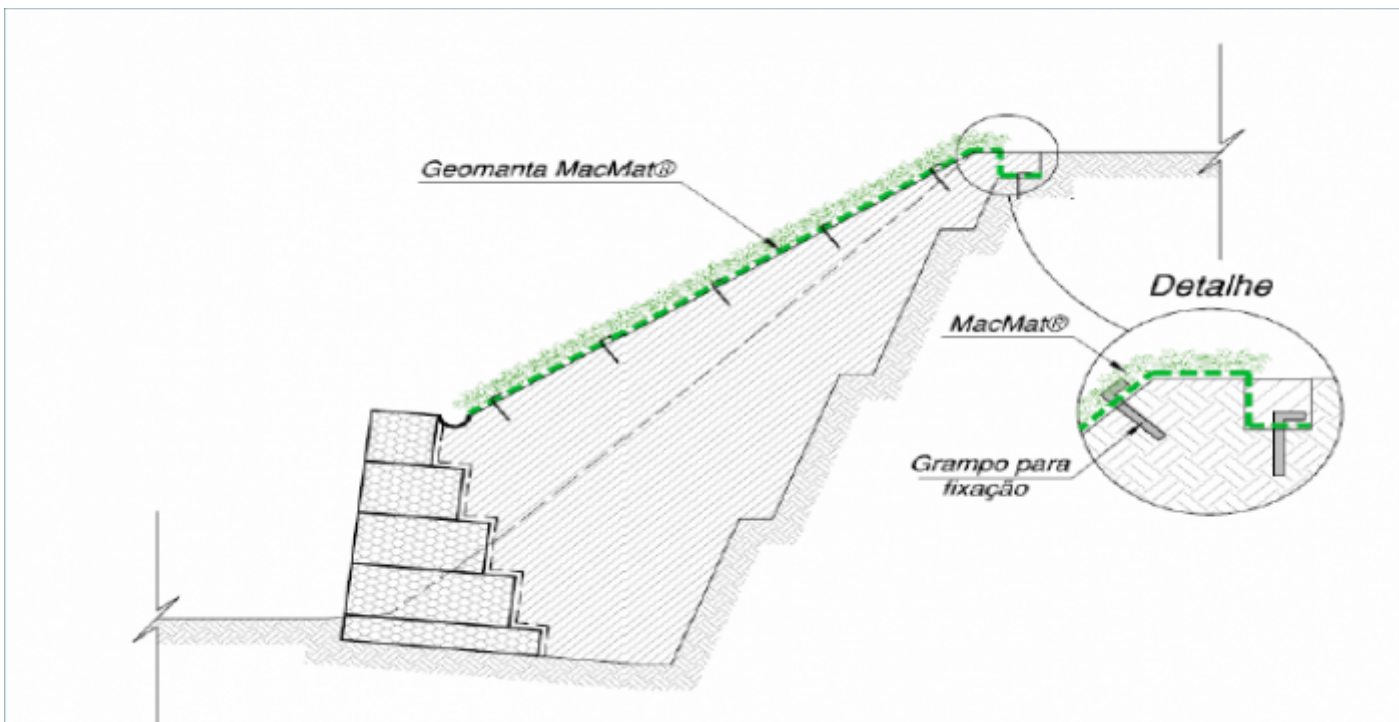 Geomanta MacMat®
Detalhe
MacMat®
Grampo para
fixação